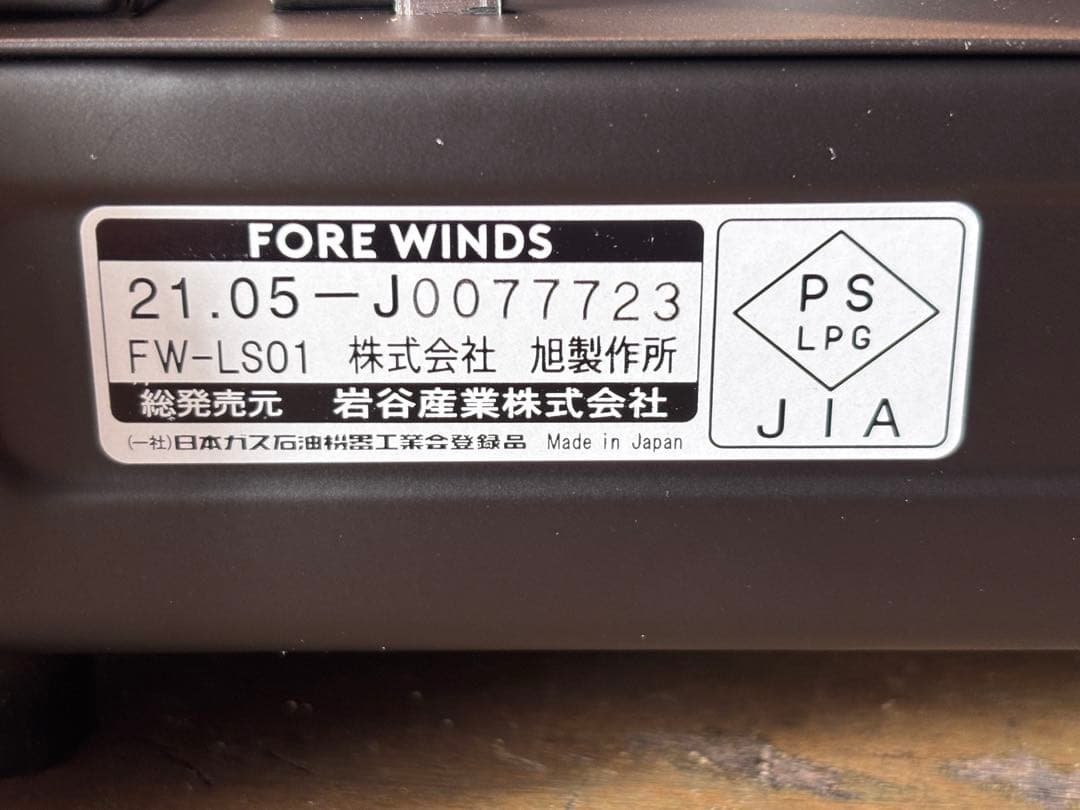 FORE WINDS
21.05－J0077723
FW-LS01 株式会社 旭製作所
総発売元 岩谷産業株式会社
(一社)日本ガス石油機器工業会登録品 Made in Japan
PS
LPG
JIA